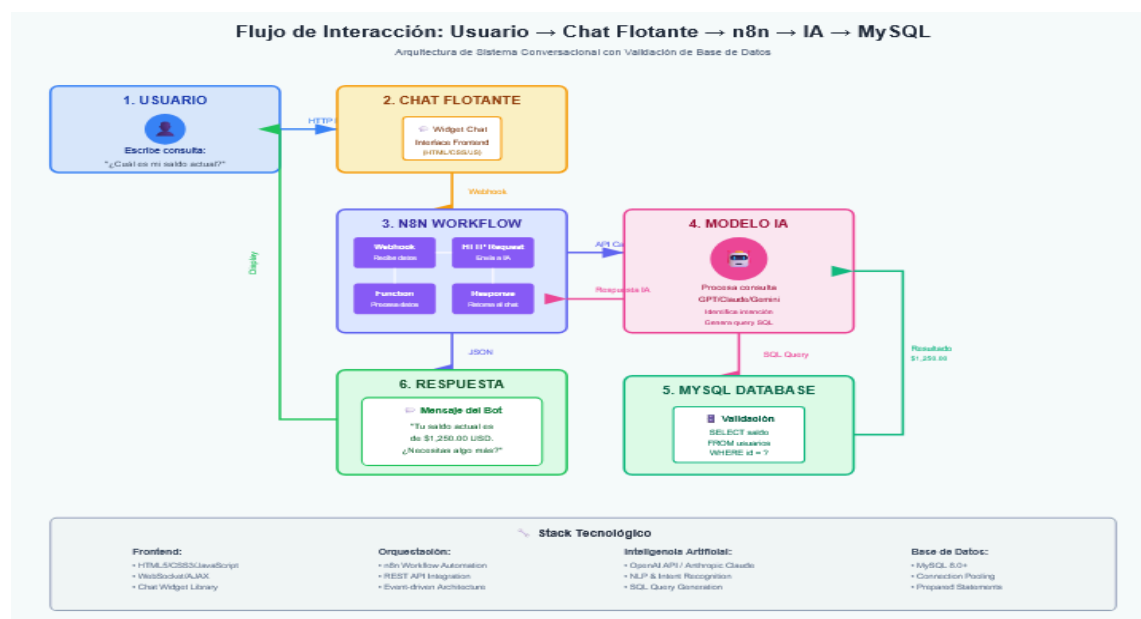 Flujo de Interacción: Usuario → Chat Flotante → n8n → IA → MySQL
Arquitectura de Sistema Conversacional con Validación de Base de Datos
1. USUARIO
Escribe consulta:
"¿Cuál es mi saldo actual?"
HTTP
2. CHAT FLOTANTE
Widget Chat
Interface Frontend
(HTML/CSS/JS)
Webhook
3. N8N WORKFLOW
Webhook
Recibe datos
HTTP Request
Envía a IA
Function
Procesa datos
Response
Retorna al chat
API Ca
Respuesta IA
4. MODELO IA
Procesa consulta
GPT/Claude/Gemini
Identifica intención
Genera query SQL
Display
JSON
SQL Query
Resultado
$1,250.00
6. RESPUESTA
Mensaje del Bot
"Tu saldo actual es
de $1,250.00 USD.
¿Necesitas algo más?"
5. MYSQL DATABASE
Validación
SELECT saldo
FROM usuarios
WHERE id = ?
Stack Tecnológico
Frontend:
• HTML5/CSS3/JavaScript
• WebSocket/AJAX
• Chat Widget Library
Orquestación:
• n8n Workflow Automation
• REST API Integration
• Event-driven Architecture
Inteligencia Artificial:
• OpenAI API / Anthropic Claude
• NLP & Intent Recognition
• SQL Query Generation
Base de Datos:
• MySQL 8.0+
• Connection Pooling
• Prepared Statements